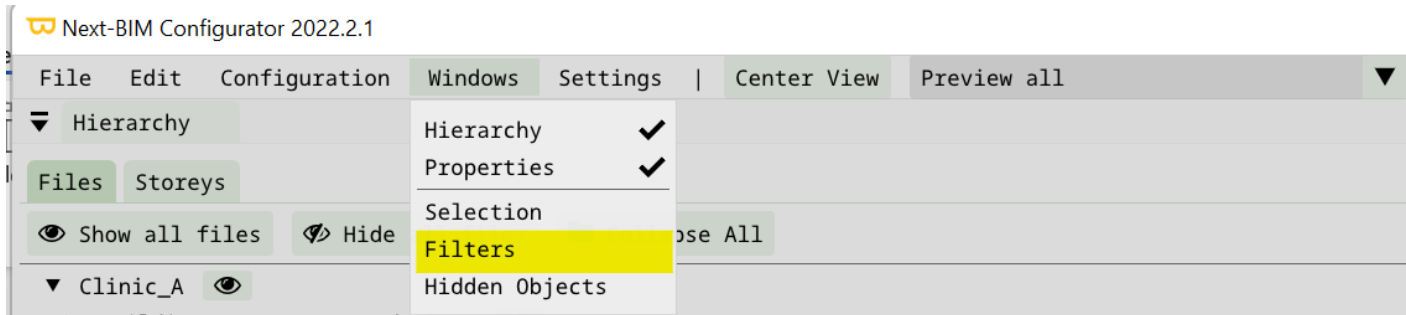 Next-BIM Configurator 2022.2.1
File Edit Configuration Windows Settings | Center View Preview all
Hierarchy
Hierarchy
Properties
Files Storeys
Selection
Show all files Hide All
Filters
Clinic_A
Hidden Objects